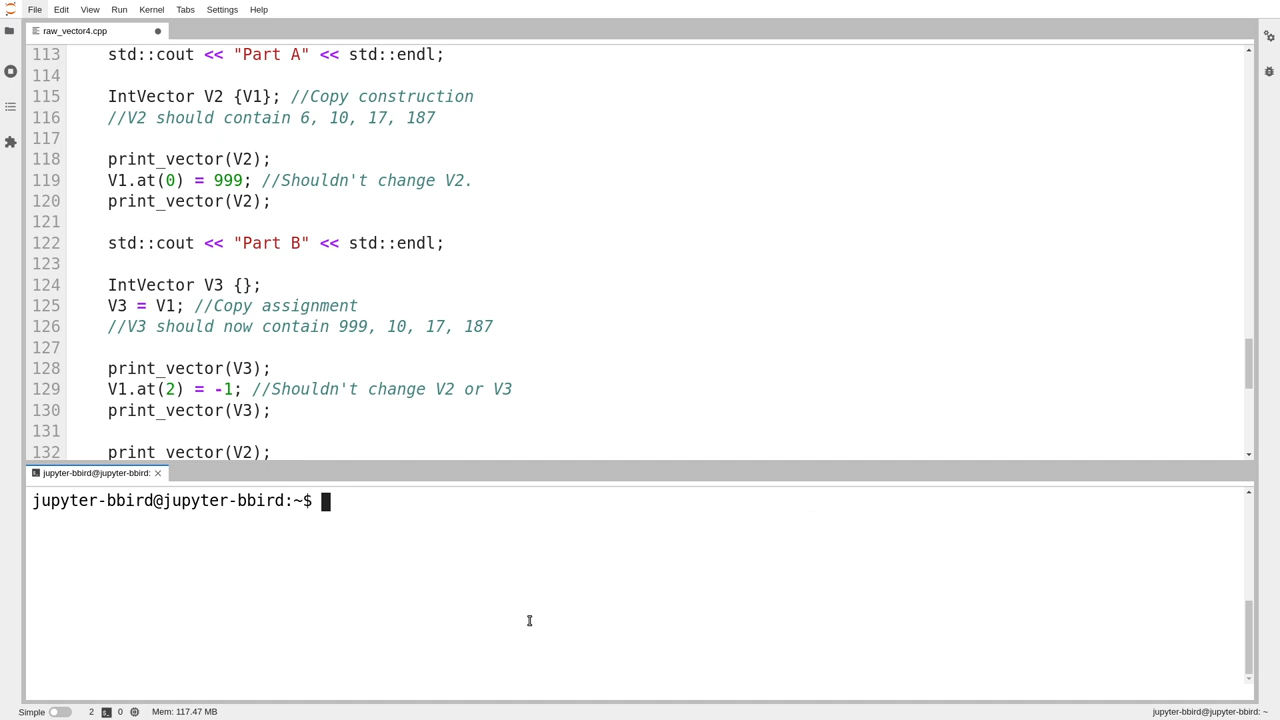 File Edit View Run Kernel Tabs Settings Help
raw_vector4.cpp
113 std::cout << "Part A" << std::endl;
114
115 IntVector V2 {V1}; //Copy construction
116 //V2 should contain 6, 10, 17, 187
117
118 print_vector(V2);
119 V1.at(0) = 999; //Shouldn't change V2.
120 print_vector(V2);
121
122 std::cout << "Part B" << std::endl;
123
124 IntVector V3 {};
125 V3 = V1; //Copy assignment
126 //V3 should now contain 999, 10, 17, 187
127
128 print_vector(V3);
129 V1.at(2) = -1; //Shouldn't change V2 or V3
130 print_vector(V3);
131
132 print_vector(V2);
jupyter-bbird@jupyter-bbird:
jupyter-bbird@jupyter-bbird:~$
Simple 2 0 Mem: 117.47 MB jupyter-bbird@jupyter-bbird: ~